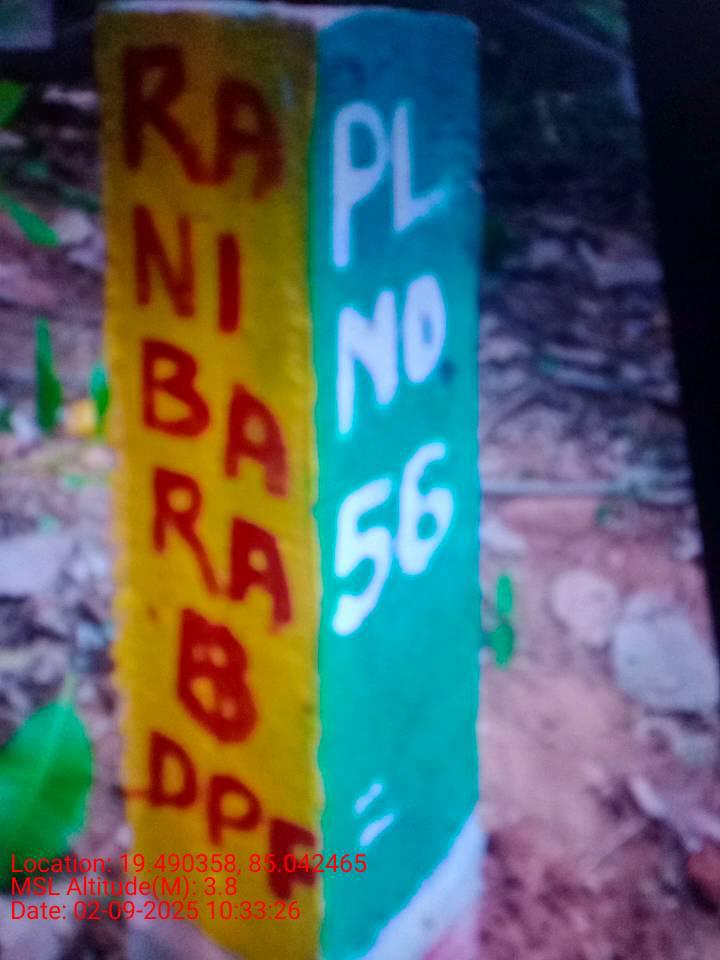 RA
NI
BA
RA
B
DPF
PL
NO
56
Location: 19.490358, 85.042465
MSL Altitude(M): 3.8
Date: 02-09-2025 10:33:26